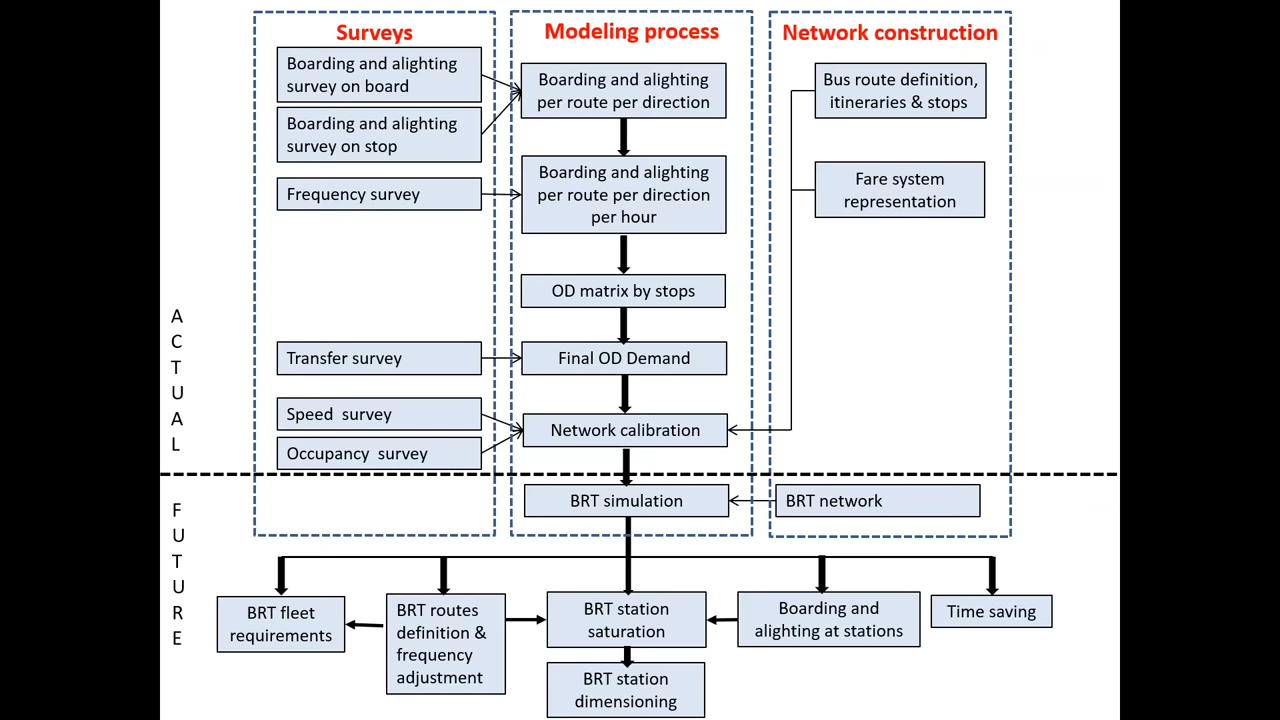 Surveys
Boarding and alighting
survey on board
Boarding and alighting
survey on stop
Frequency survey
Transfer survey
Speed survey
Occupancy survey
Modeling process
Boarding and alighting
per route per direction
Boarding and alighting
per route per direction
per hour
OD matrix by stops
Final OD Demand
Network calibration
BRT simulation
Network construction
Bus route definition,
itineraries & stops
Fare system
representation
BRT network
ACTUAL
FUTURE
BRT fleet
requirements
BRT routes
definition &
frequency
adjustment
BRT station
saturation
Boarding and
alighting at stations
Time saving
BRT station
dimensioning